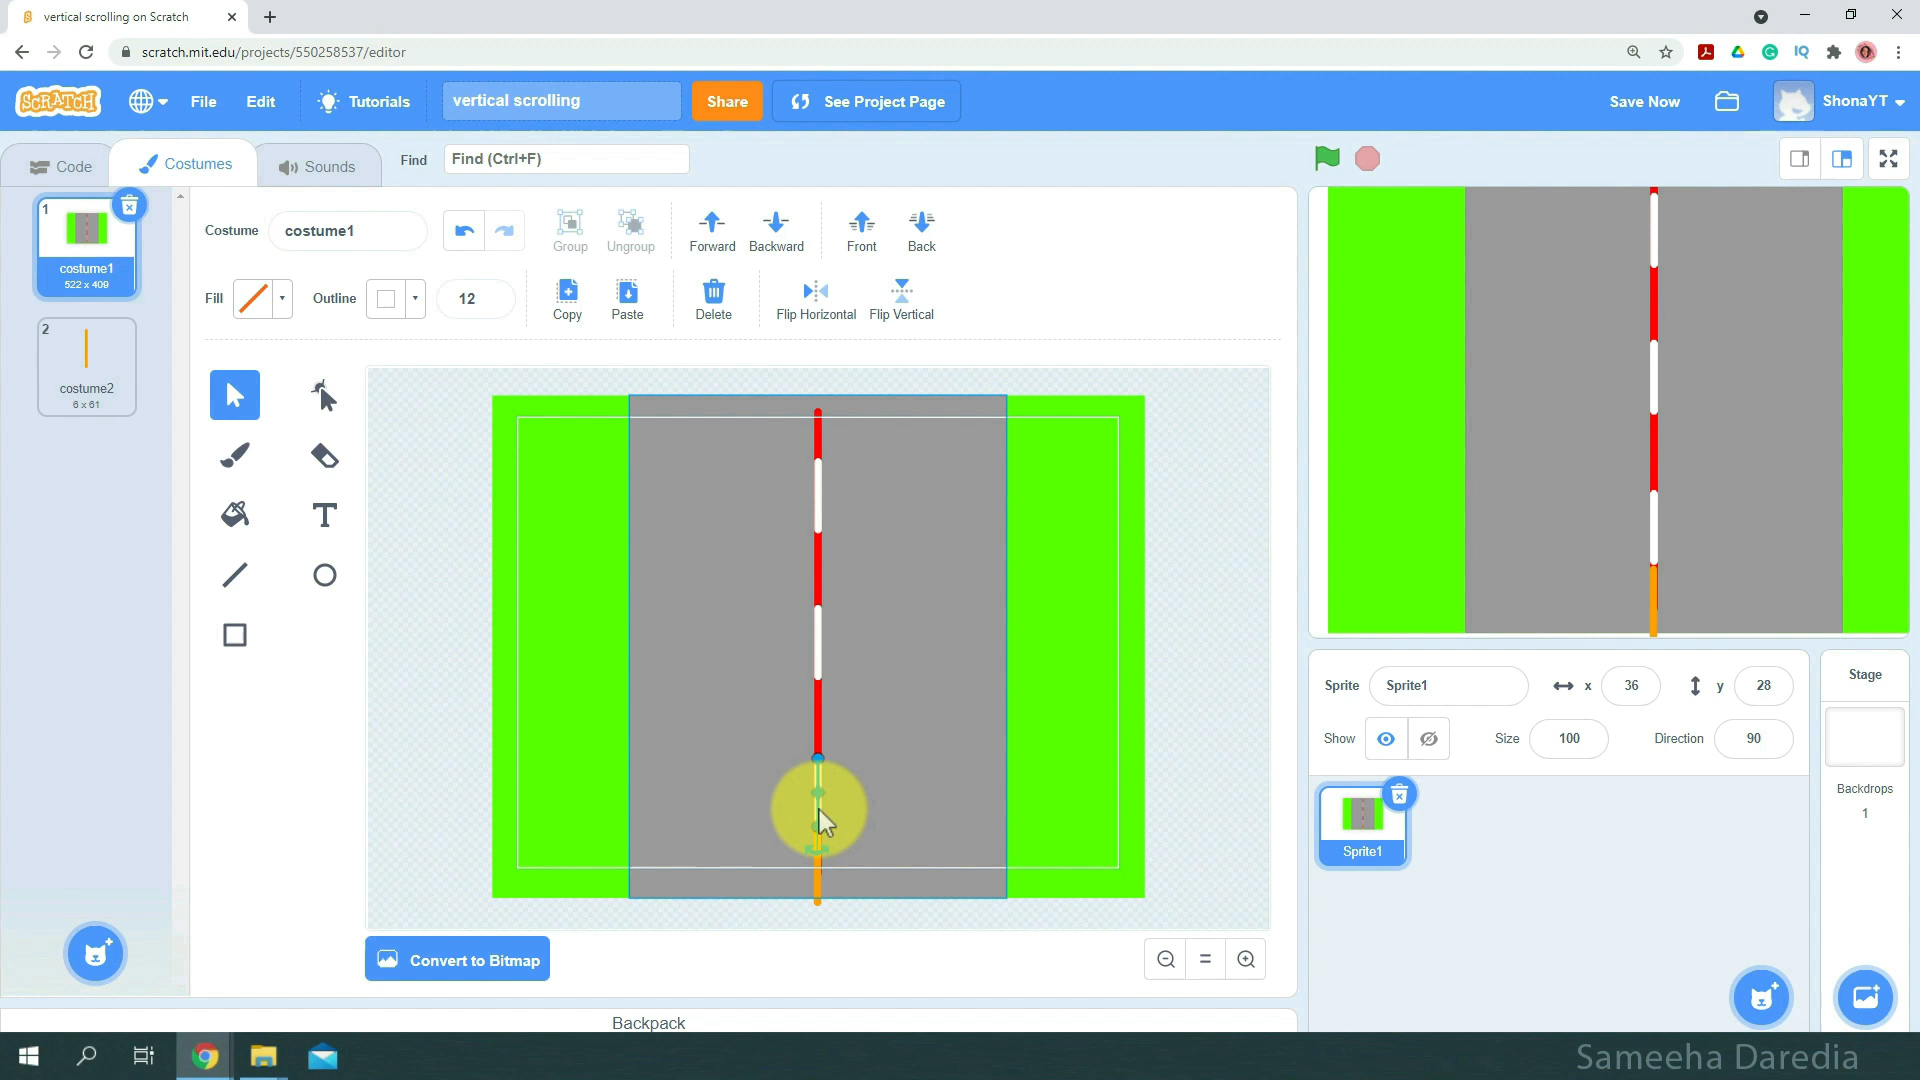 vertical scrolling on Scratch
scratch.mit.edu/projects/550258537/editor
SCRATCH
File
Edit
Tutorials
vertical scrolling
Share
See Project Page
Save Now
ShonaYT
Code
Costumes
Sounds
Find
Find (Ctrl+F)
1
costume1
522 x 409
2
costume2
6 x 61
Costume
costume1
Group
Ungroup
Forward
Backward
Front
Back
Fill
Outline
12
Copy
Paste
Delete
Flip Horizontal
Flip Vertical
Convert to Bitmap
Backpack
Sprite
Sprite1
x
36
y
28
Show
Size
100
Direction
90
Sprite1
Stage
Backdrops
1
Sameeha Daredia